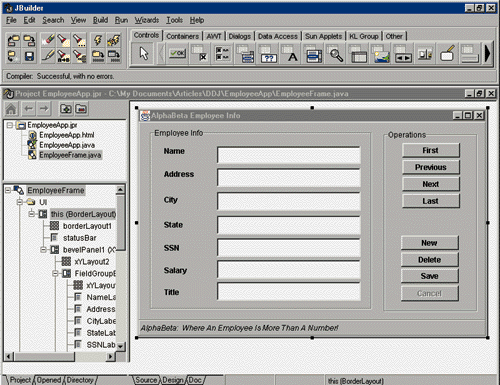 JBuilder
File Edit Search View Build Run Wizards Tools Help
Controls Containers AWT Dialogs Data Access Sun Applets KL Group Other
Compiler: Successful, with no errors.
Project EmployeeApp.jpr - C:\My Documents\Articles\DDJ\EmployeeApp\EmployeeFrame.java
EmployeeApp.jpr
EmployeeApp.html
EmployeeApp.java
EmployeeFrame.java
EmployeeFrame
UI
this (BorderLayout)
borderLayout1
statusBar
bevelPanel1 (XY
xYLayout2
FieldGroupB
xYLayou
NameLa
Address
CityLabe
StateLab
SSNLab
AlphaBeta Employee Info
Employee Info
Name
Address
City
State
SSN
Salary
Title
Operations
First
Previous
Next
Last
New
Delete
Save
Cancel
AlphaBeta: Where An Employee Is More Than A Number!
Project Opened Directory
Source Design Doc
this (BorderLayout)